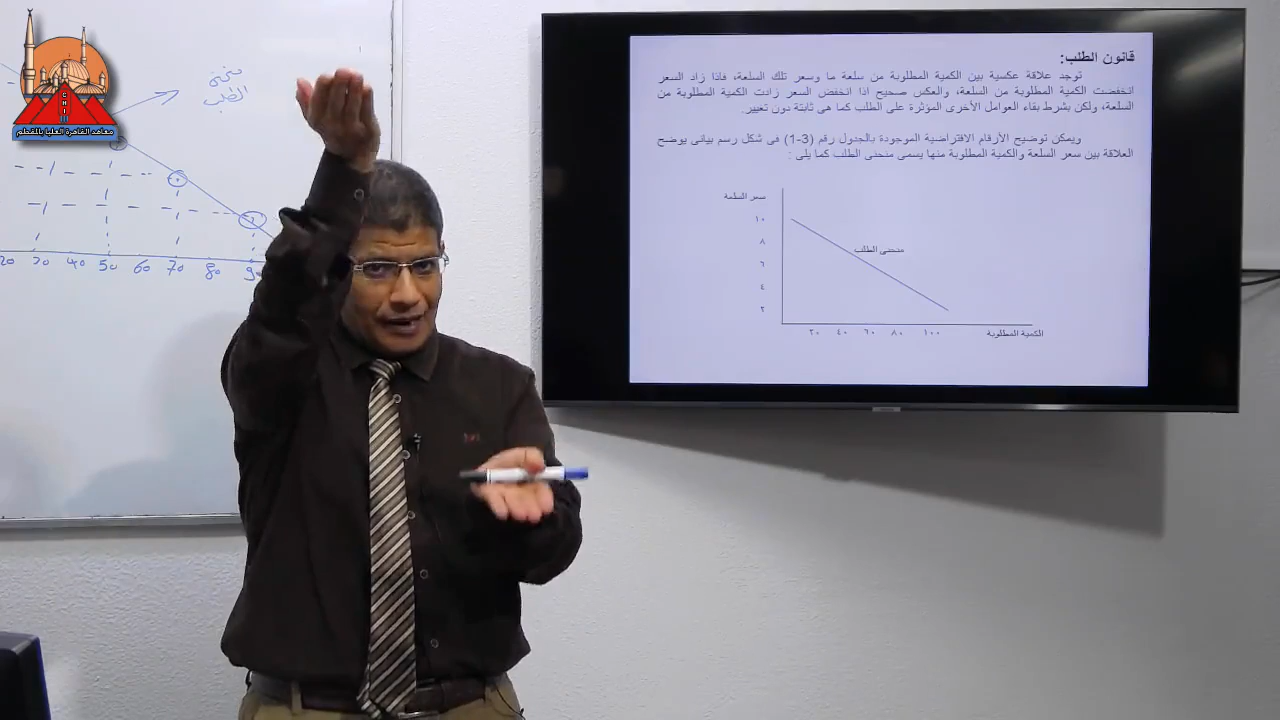 معاهد القاهرة العليا بالمقطم
CHI
منحنى
الطلب
20 30 40 50 60 70 80 90
قانون الطلب:
توجد علاقة عكسية بين الكمية المطلوبة من سلعة ما وسعر تلك السلعة، فاذا زاد السعر
انخفضت الكمية المطلوبة من السلعة، والعكس صحيح اذا انخفض السعر زادت الكمية المطلوبة من
السلعة، ولكن بشرط بقاء العوامل الأخرى المؤثرة على الطلب كما هى ثابتة دون تغيير.
ويمكن توضيح الأرقام الافتراضية الموجودة بالجدول رقم (3-1) فى شكل رسم بيانى يوضح
العلاقة بين سعر السلعة والكمية المطلوبة منها يسمى منحنى الطلب كما يلى :
سعر السلعة
١٠
٨
منحنى الطلب
٦
٤
٢
٢٠ ٤٠ ٦٠ ٨٠ ١٠٠ الكمية المطلوبة